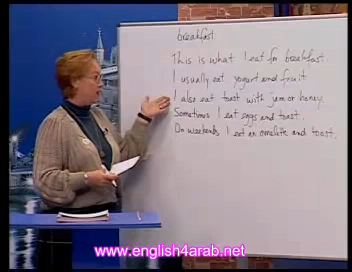 breakfast
This is what I eat for breakfast.
I usually eat yogurt and fruit.
I also eat toast with jam or honey.
Sometimes I eat eggs and toast.
On weekends I eat an omelette and toast.
www.english4arab.net